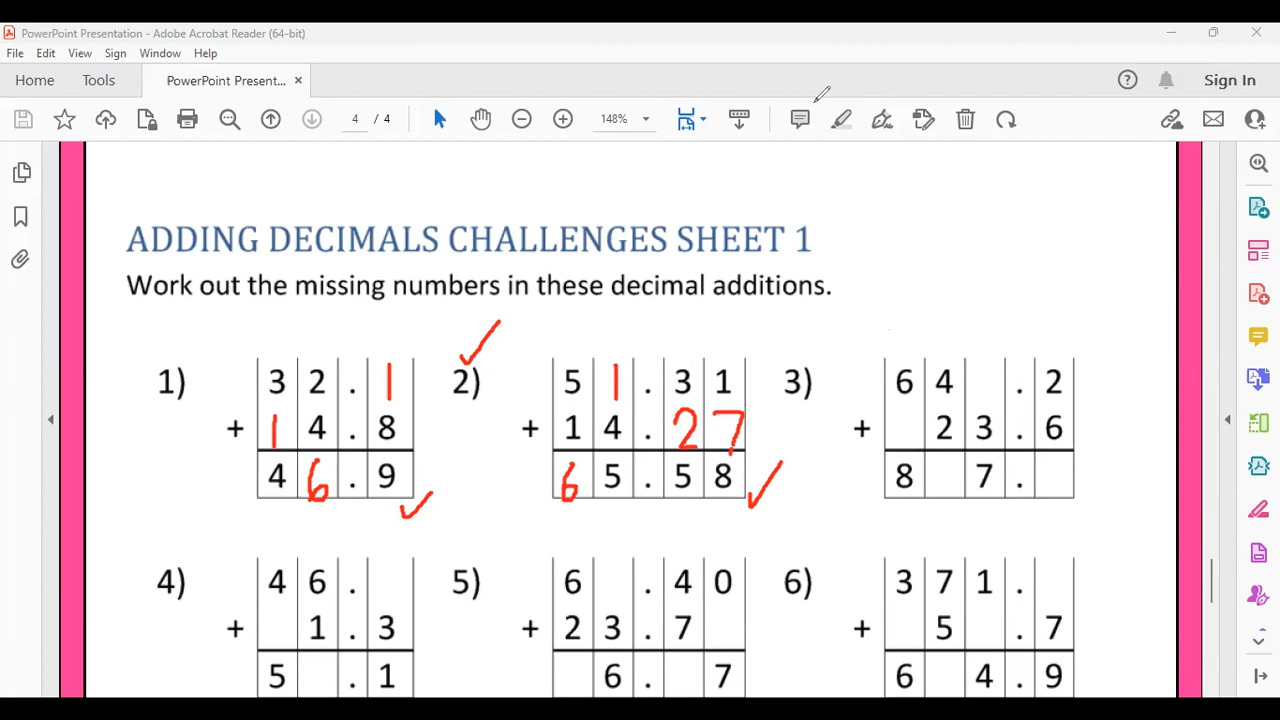 PowerPoint Presentation - Adobe Acrobat Reader (64-bit)
File Edit View Sign Window Help
Home Tools PowerPoint Present... × Sign In
4 / 4 148%
ADDING DECIMALS CHALLENGES SHEET 1
Work out the missing numbers in these decimal additions.
1) 3 2 . 1 2) 5 1 . 3 1 3) 6 4 . 2
+ 1 4 . 8 + 1 4 . 2 7 + 2 3 . 6
4 6 . 9 6 5 . 5 8 8 7 .
4) 4 6 . 5) 6 . 4 0 6) 3 7 1 .
+ 1 . 3 + 2 3 . 7 + 5 . 7
5 . 1 6 . 7 6 4 . 9